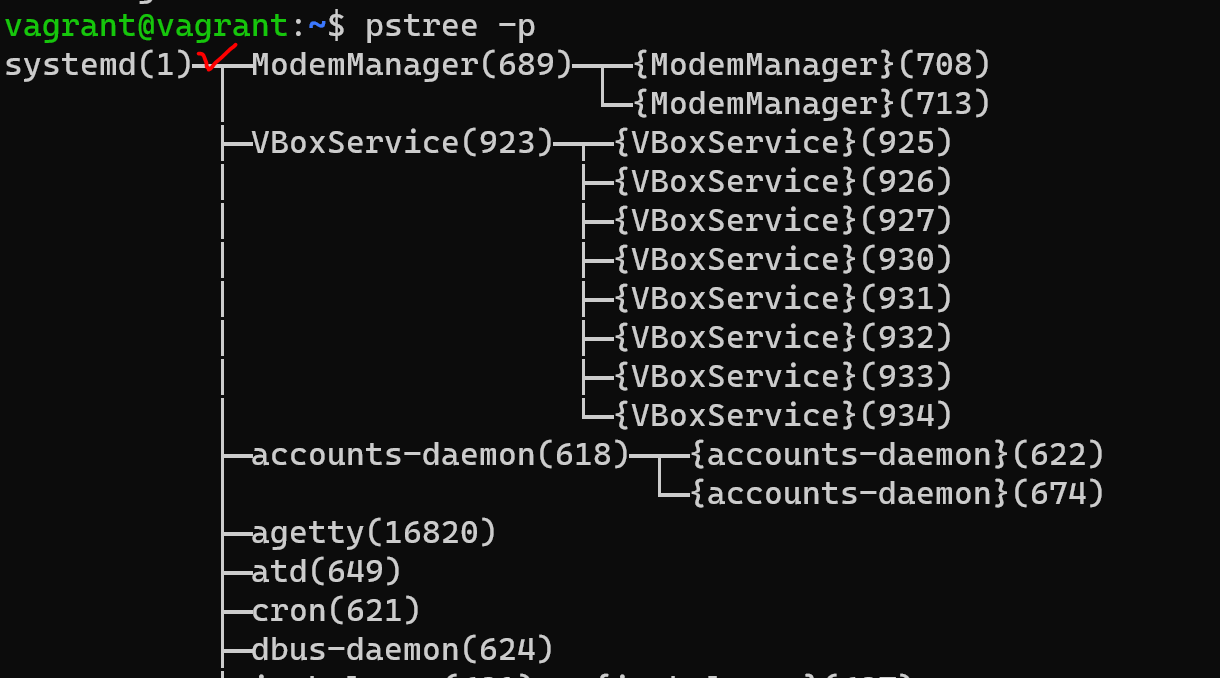 vagrant@vagrant:~$ pstree -p
systemd(1)─┬─ModemManager(689)─┬─{ModemManager}(708)
           │                   └─{ModemManager}(713)
           ├─VBoxService(923)─┬─{VBoxService}(925)
           │                  ├─{VBoxService}(926)
           │                  ├─{VBoxService}(927)
           │                  ├─{VBoxService}(930)
           │                  ├─{VBoxService}(931)
           │                  ├─{VBoxService}(932)
           │                  ├─{VBoxService}(933)
           │                  └─{VBoxService}(934)
           ├─accounts-daemon(618)─┬─{accounts-daemon}(622)
           │                      └─{accounts-daemon}(674)
           ├─agetty(16820)
           ├─atd(649)
           ├─cron(621)
           ├─dbus-daemon(624)